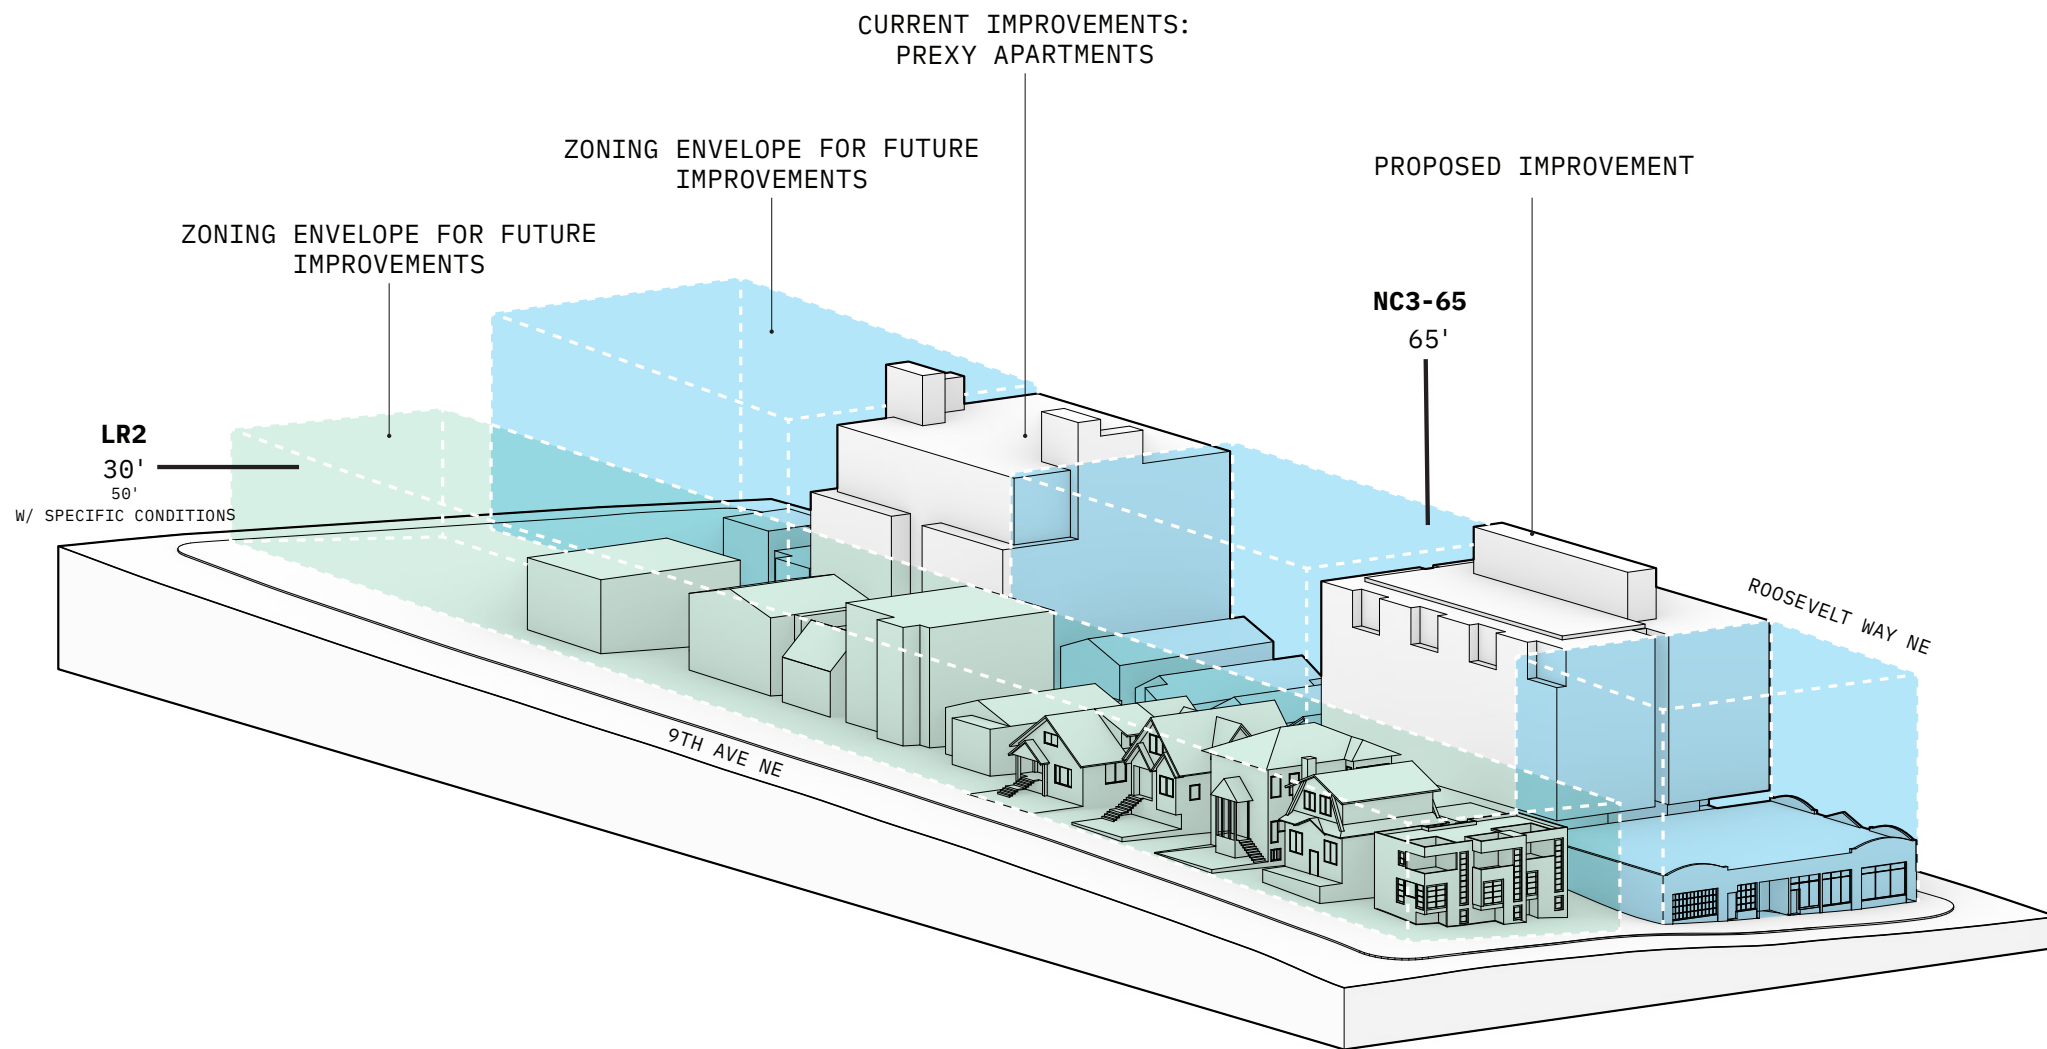 CURRENT IMPROVEMENTS:
PREXY APARTMENTS
ZONING ENVELOPE FOR FUTURE
IMPROVEMENTS
PROPOSED IMPROVEMENT
ZONING ENVELOPE FOR FUTURE
IMPROVEMENTS
NC3-65
65'
LR2
30'
50'
W/ SPECIFIC CONDITIONS
ROOSEVELT WAY NE
9TH AVE NE